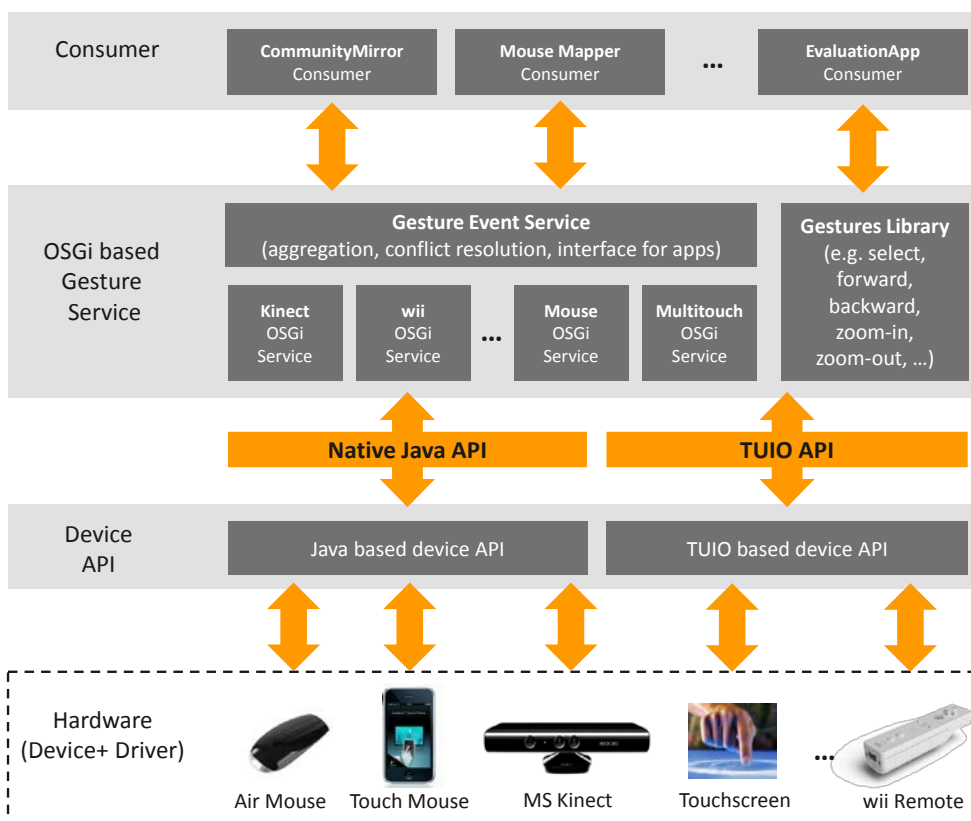 Consumer
CommunityMirror
Consumer
Mouse Mapper
Consumer
...
EvaluationApp
Consumer
OSGi based
Gesture
Service
Gesture Event Service
(aggregation, conflict resolution, interface for apps)
Kinect
OSGi
Service
wii
OSGi
Service
...
Mouse
OSGi
Service
Multitouch
OSGi
Service
Gestures Library
(e.g. select,
forward,
backward,
zoom-in,
zoom-out, ...)
Native Java API
TUIO API
Device
API
Java based device API
TUIO based device API
Hardware
(Device+ Driver)
...
Air Mouse
Touch Mouse
MS Kinect
Touchscreen
wii Remote